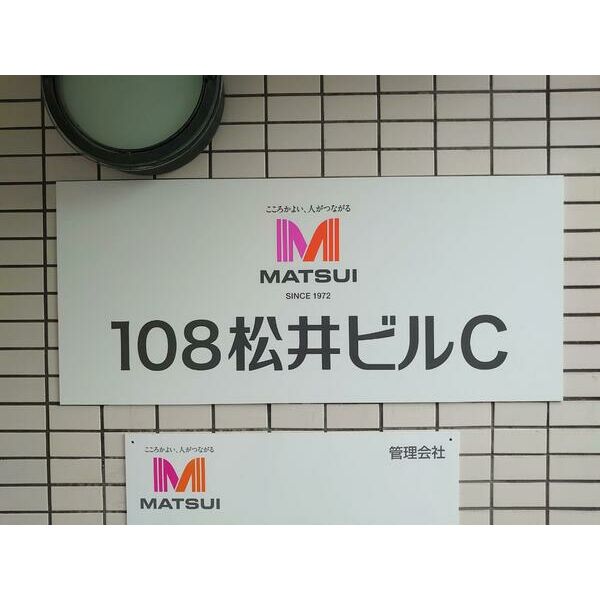 こころかよい、人がつながる
MATSUI
SINCE 1972
108松井ビルC
こころかよい、人がつながる
MATSUI
管理会社